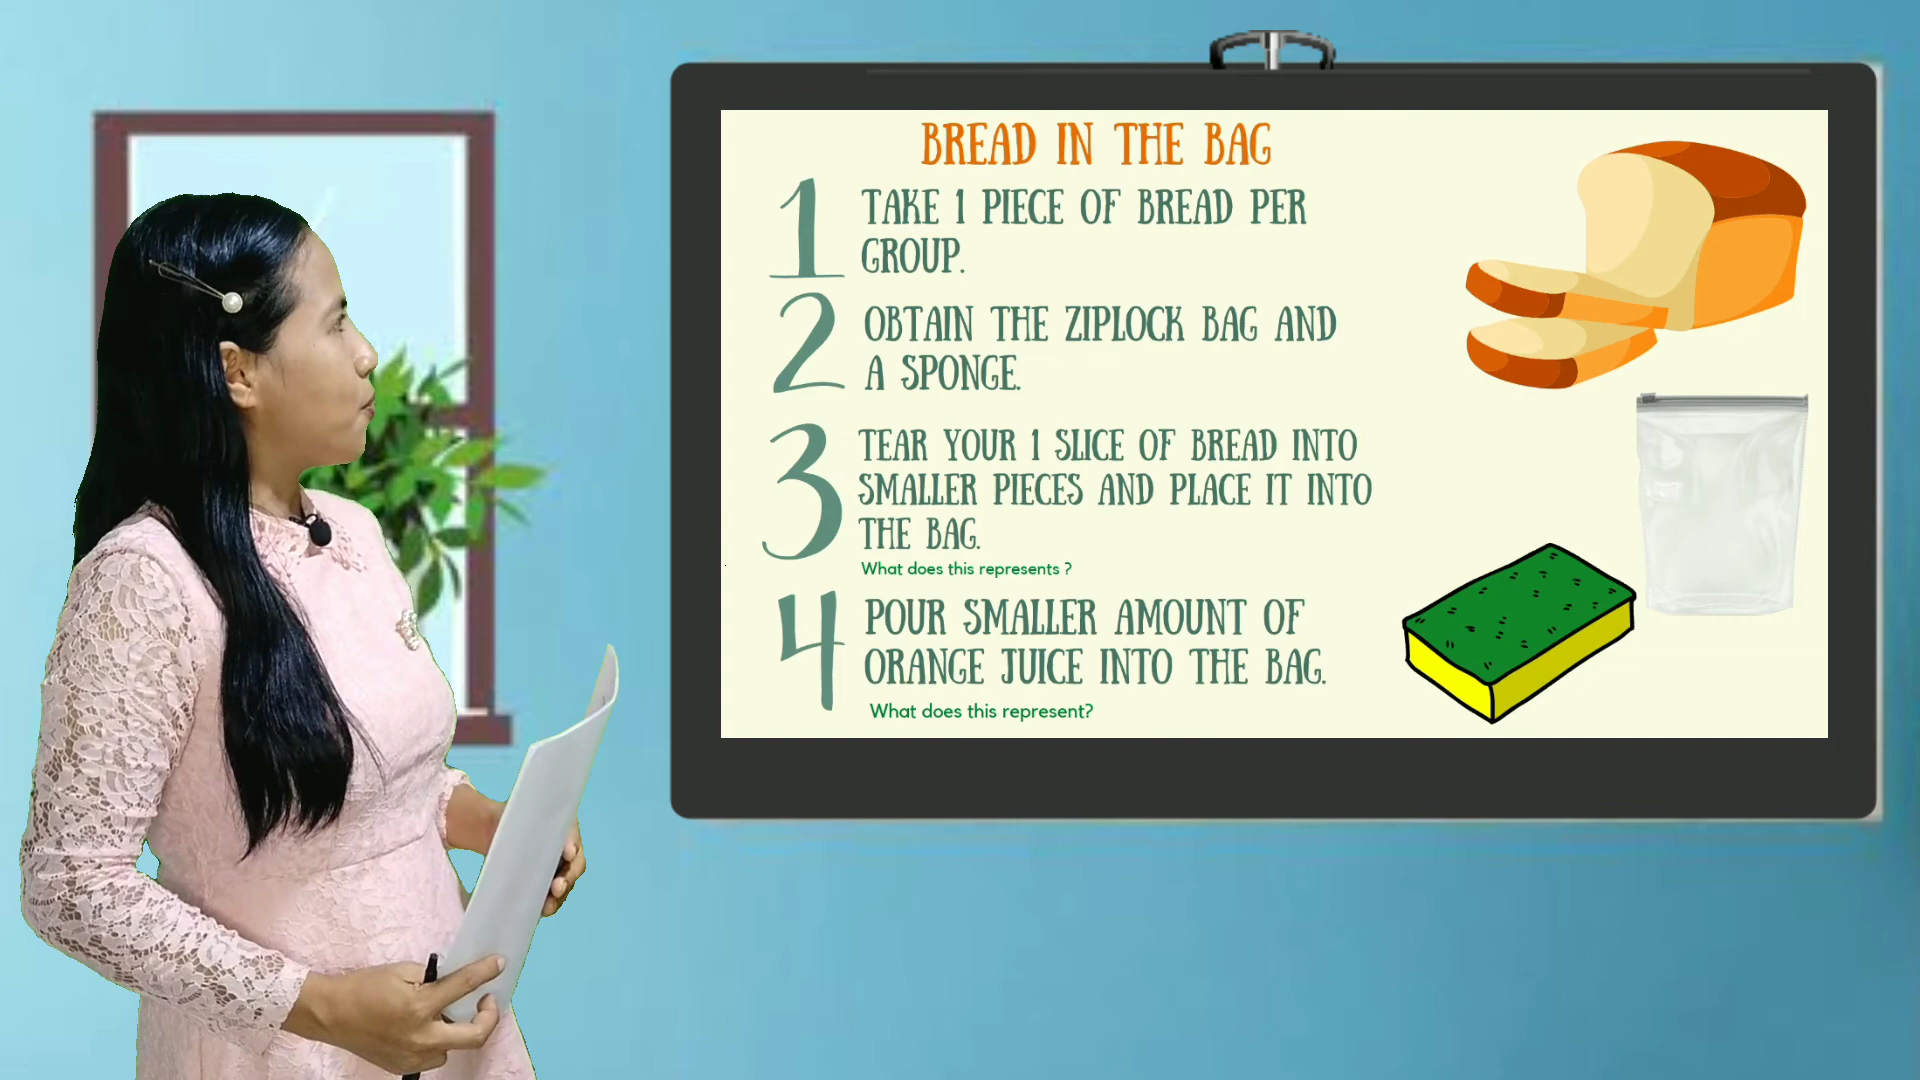 BREAD IN THE BAG
1 TAKE 1 PIECE OF BREAD PER
GROUP.
2 OBTAIN THE ZIPLOCK BAG AND
A SPONGE.
3 TEAR YOUR 1 SLICE OF BREAD INTO
SMALLER PIECES AND PLACE IT INTO
THE BAG.
What does this represents ?
4 POUR SMALLER AMOUNT OF
ORANGE JUICE INTO THE BAG.
What does this represent?